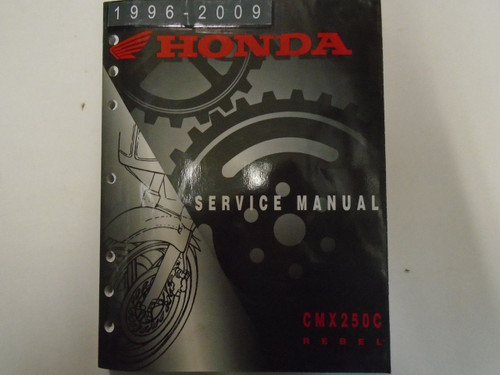 1996-2009
HONDA
SERVICE MANUAL
CMX250C
REBEL